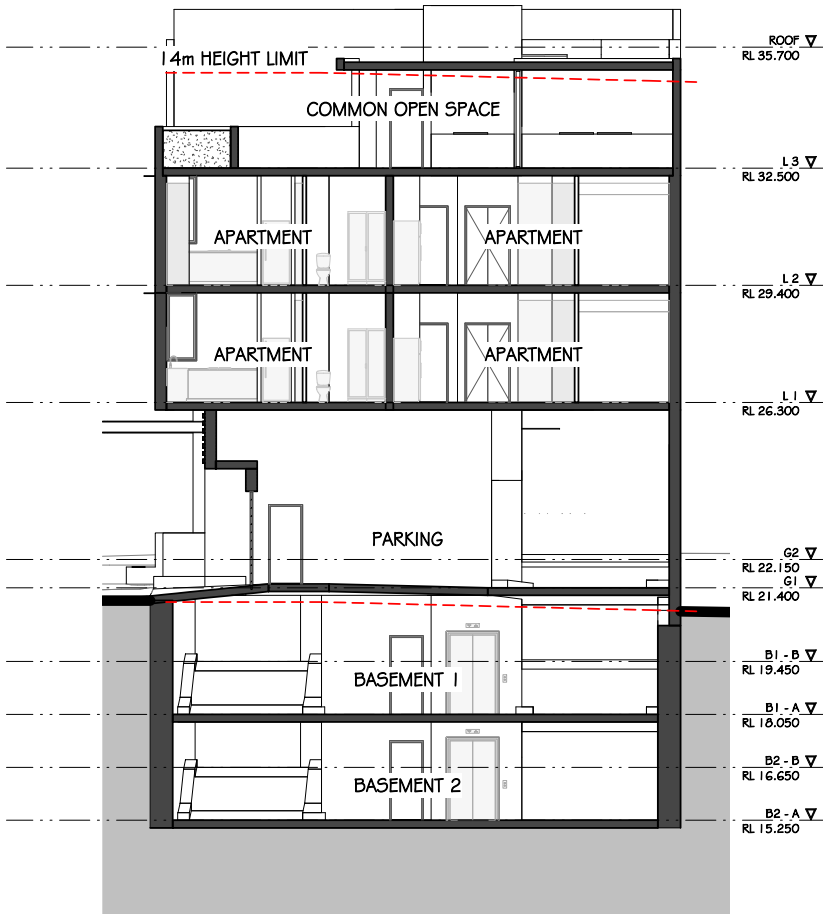 ROOF
RL 35.700
14m HEIGHT LIMIT
COMMON OPEN SPACE
L 3
RL 32.500
APARTMENT
APARTMENT
L 2
RL 29.400
APARTMENT
APARTMENT
L 1
RL 26.300
PARKING
G2
RL 22.150
G1
RL 21.400
B1 - B
RL 19.450
BASEMENT 1
B1 - A
RL 18.050
B2 - B
RL 16.650
BASEMENT 2
B2 - A
RL 15.250